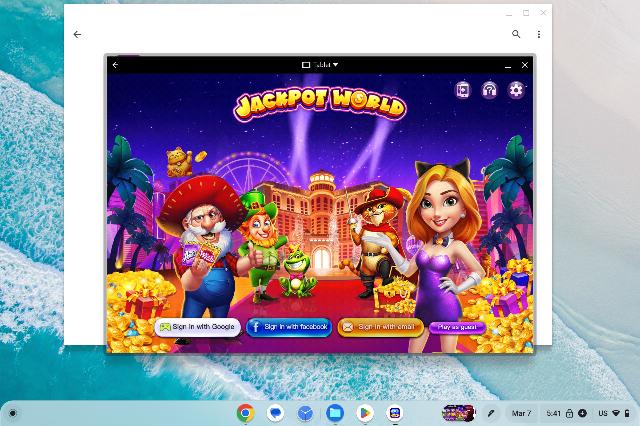 Tablet
JACKPOT WORLD
Sign in with Google
Sign in with facebook
Sign in with email
Play as guest
Mar 7
5:41
US